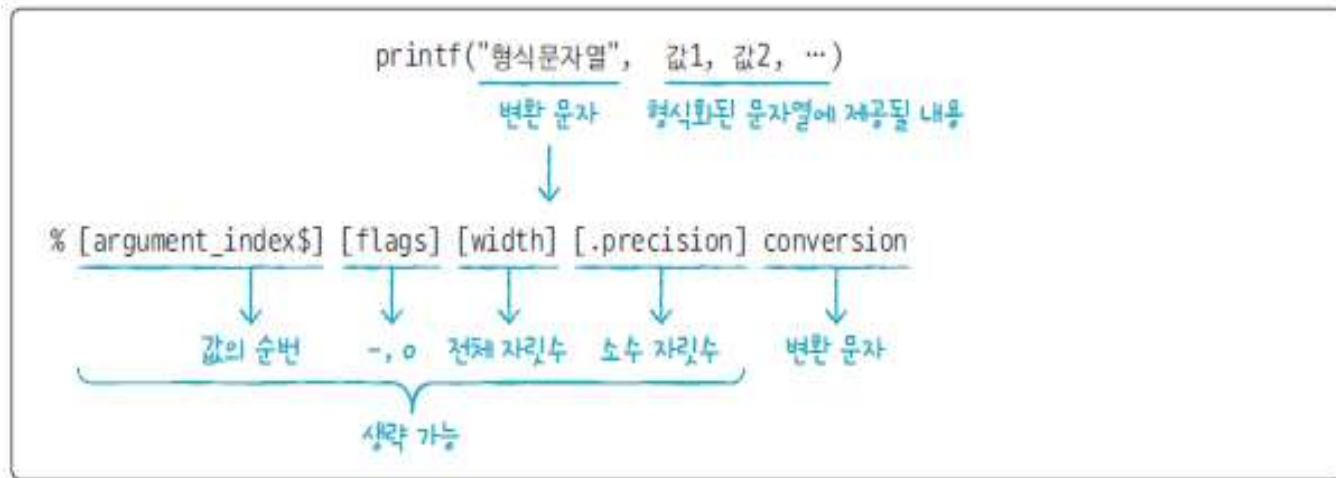 printf("형식문자열", 값1, 값2, …)
변환 문자 형식화된 문자열에 제공될 내용
% [argument_index$] [flags] [width] [.precision] conversion
값의 순번 -, 0 전체 자릿수 소수 자릿수 변환 문자
생략 가능